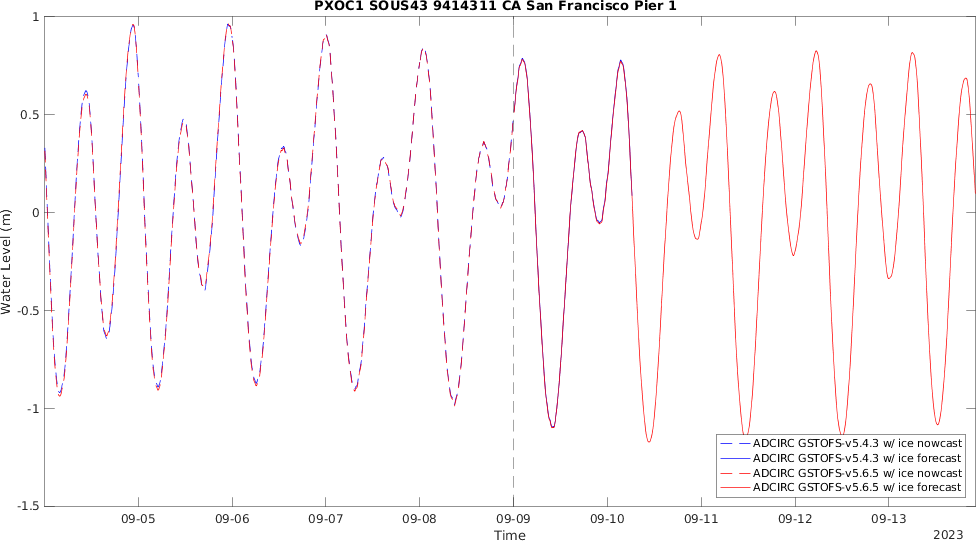 PXOC1 SOUS43 9414311 CA San Francisco Pier 1
1
0.5
0
-0.5
-1
-1.5
Water Level (m)
ADCIRC GSTOFS-v5.4.3 w/ ice nowcast
ADCIRC GSTOFS-v5.4.3 w/ ice forecast
ADCIRC GSTOFS-v5.6.5 w/ ice nowcast
ADCIRC GSTOFS-v5.6.5 w/ ice forecast
09-05 09-06 09-07 09-08 09-09 09-10 09-11 09-12 09-13
Time
2023